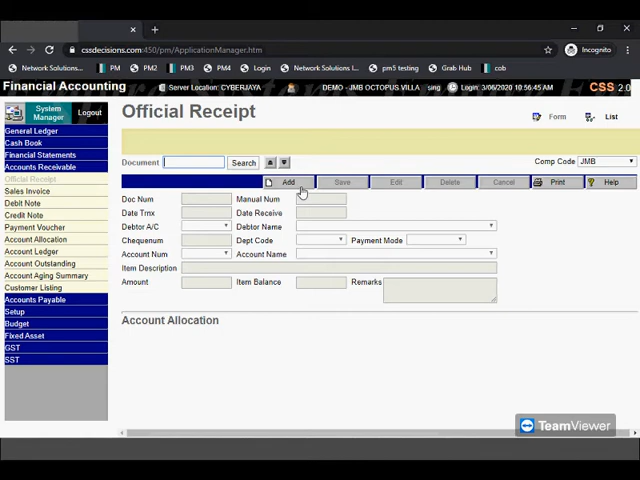 cssdecisions.com:450/pm/ApplicationManager.htm
Incognito
Network Solutions... PM PM2 PM3 PM4 Login Network Solutions I... pm5 testing Grab Hub cob
Financial Accounting
Server Location: CYBERJAYA
DEMO - JMB OCTOPUS VILLA
sing
Login: 3/06/2020 10:56:45 AM
CSS 2.0
System Manager
Logout
Official Receipt
Form
List
General Ledger
Cash Book
Financial Statements
Accounts Receivable
Official Receipt
Sales Invoice
Debit Note
Credit Note
Payment Voucher
Account Allocation
Account Ledger
Account Outstanding
Account Aging Summary
Customer Listing
Accounts Payable
Setup
Budget
Fixed Asset
GST
SST
Document
Search
Comp Code JMB
Add Save Edit Delete Cancel Print ? Help
Doc Num Manual Num
Date Trnx Date Receive
Debtor A/C Debtor Name
Chequenum Dept Code Payment Mode
Account Num Account Name
Item Description
Amount Item Balance Remarks
Account Allocation
TeamViewer